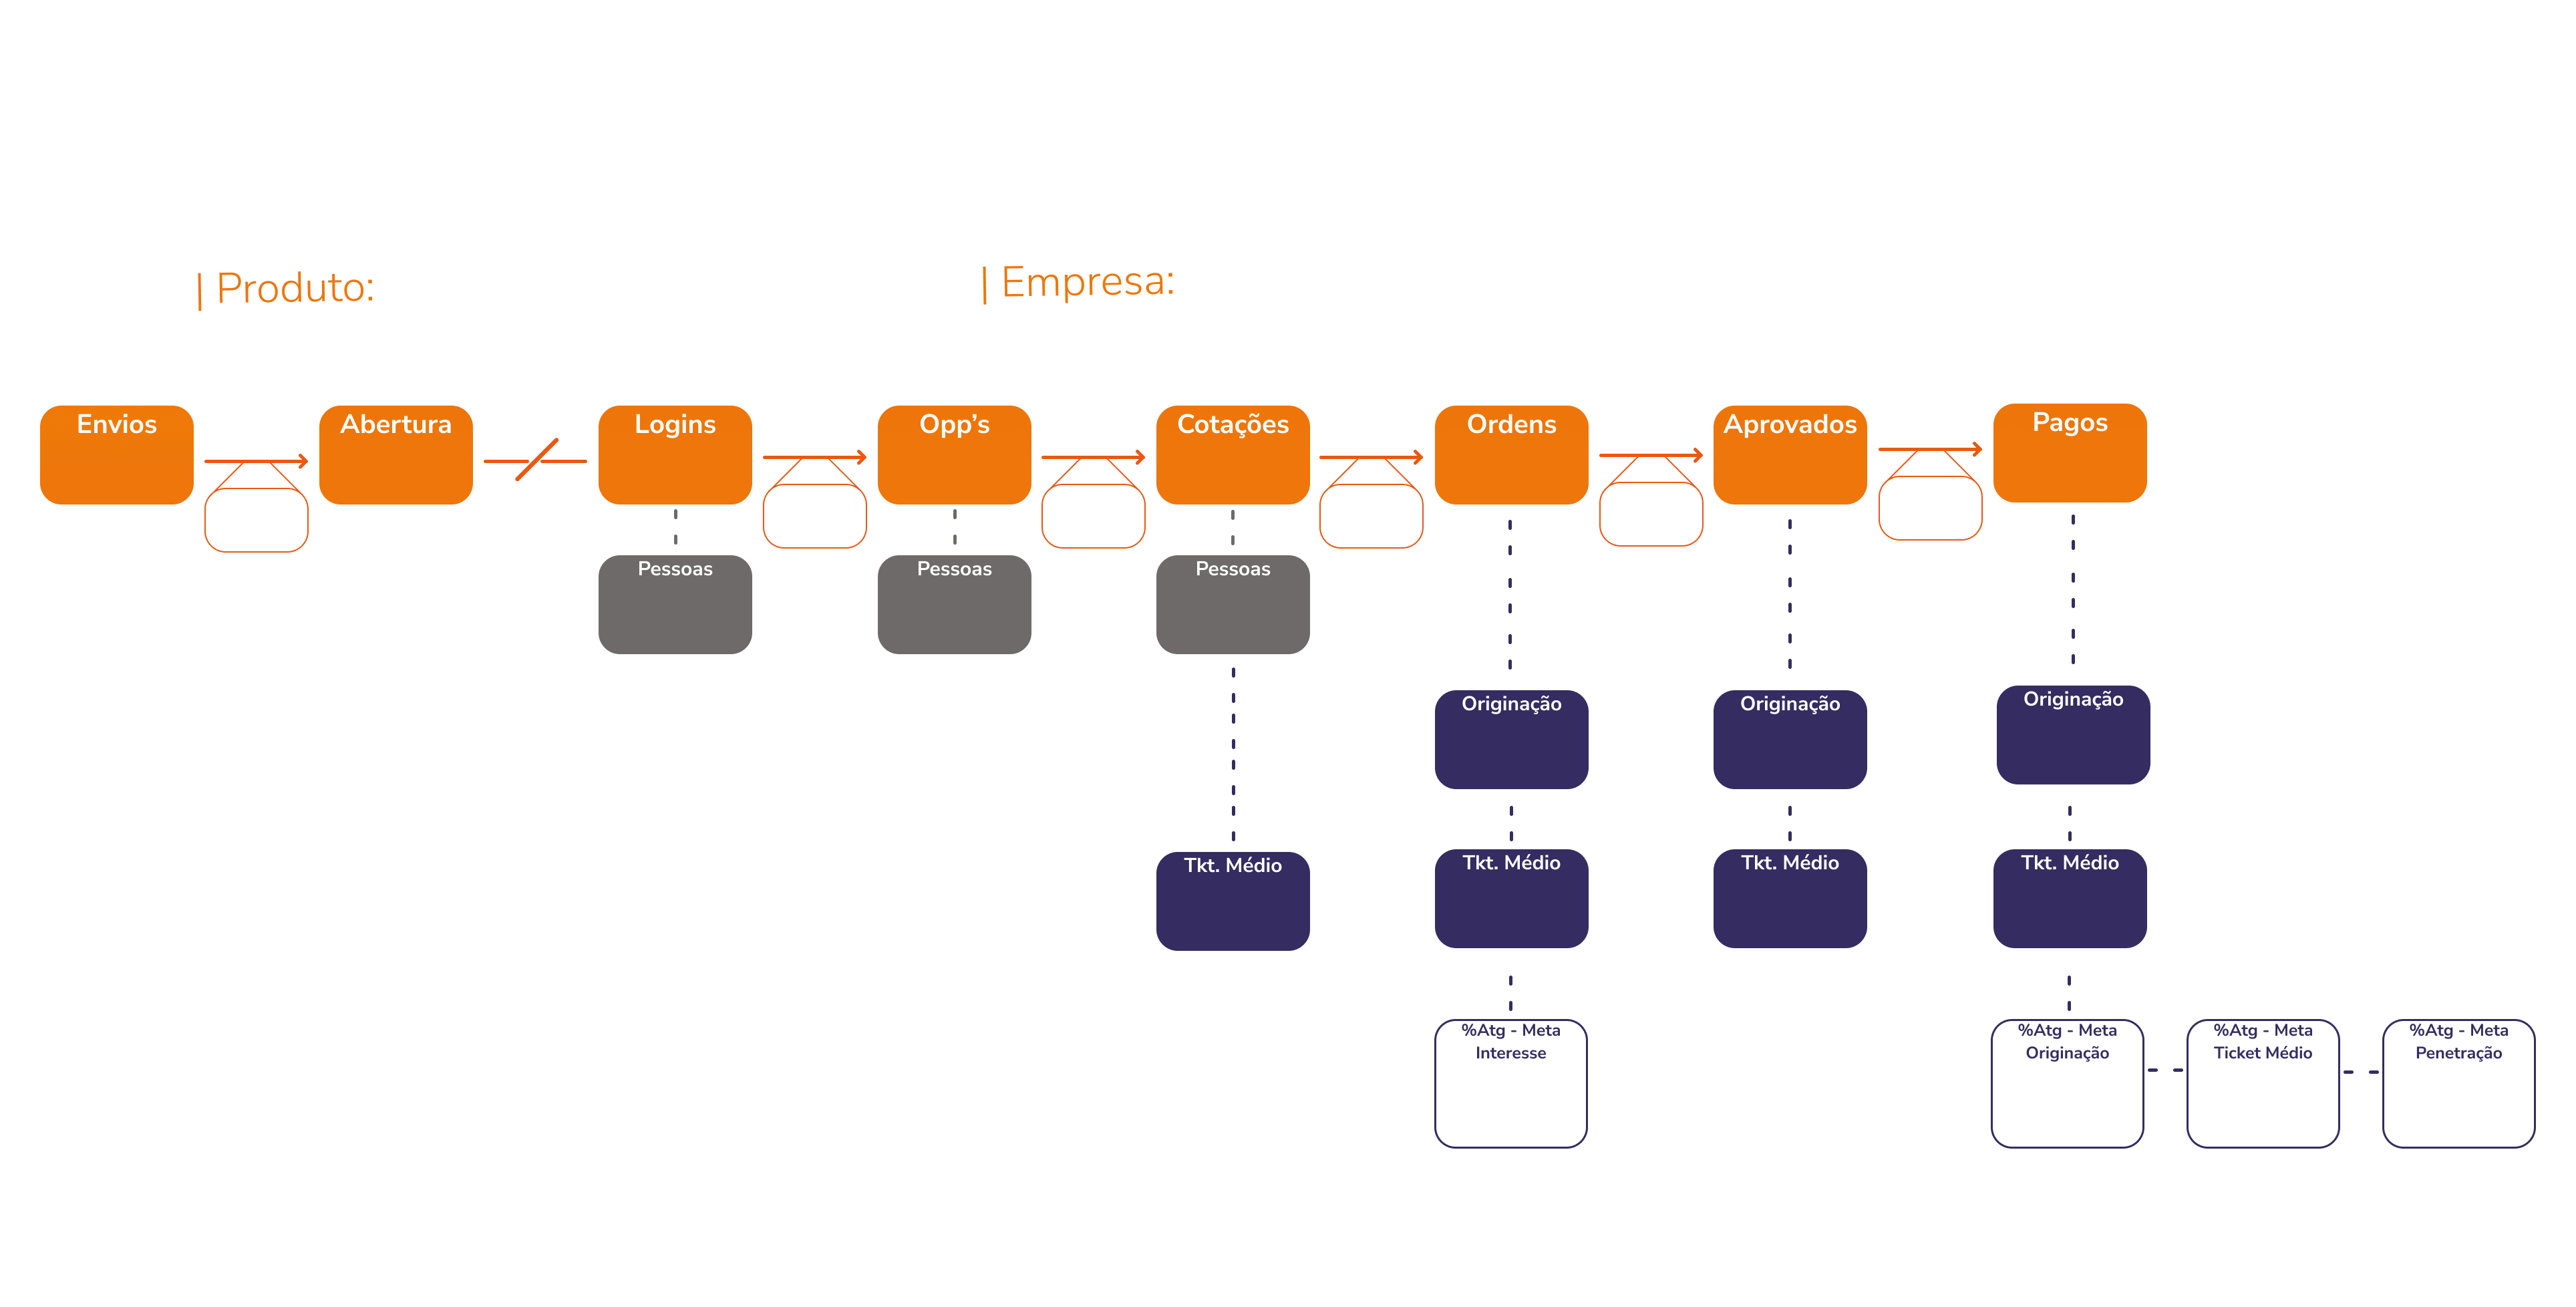 | Produto:
| Empresa:
Envios
Abertura
Logins
Opp's
Cotações
Ordens
Aprovados
Pagos
Pessoas
Pessoas
Pessoas
Originação
Originação
Originação
Tkt. Médio
Tkt. Médio
Tkt. Médio
Tkt. Médio
%Atg - Meta
Interesse
%Atg - Meta
Originação
%Atg - Meta
Ticket Médio
%Atg - Meta
Penetração